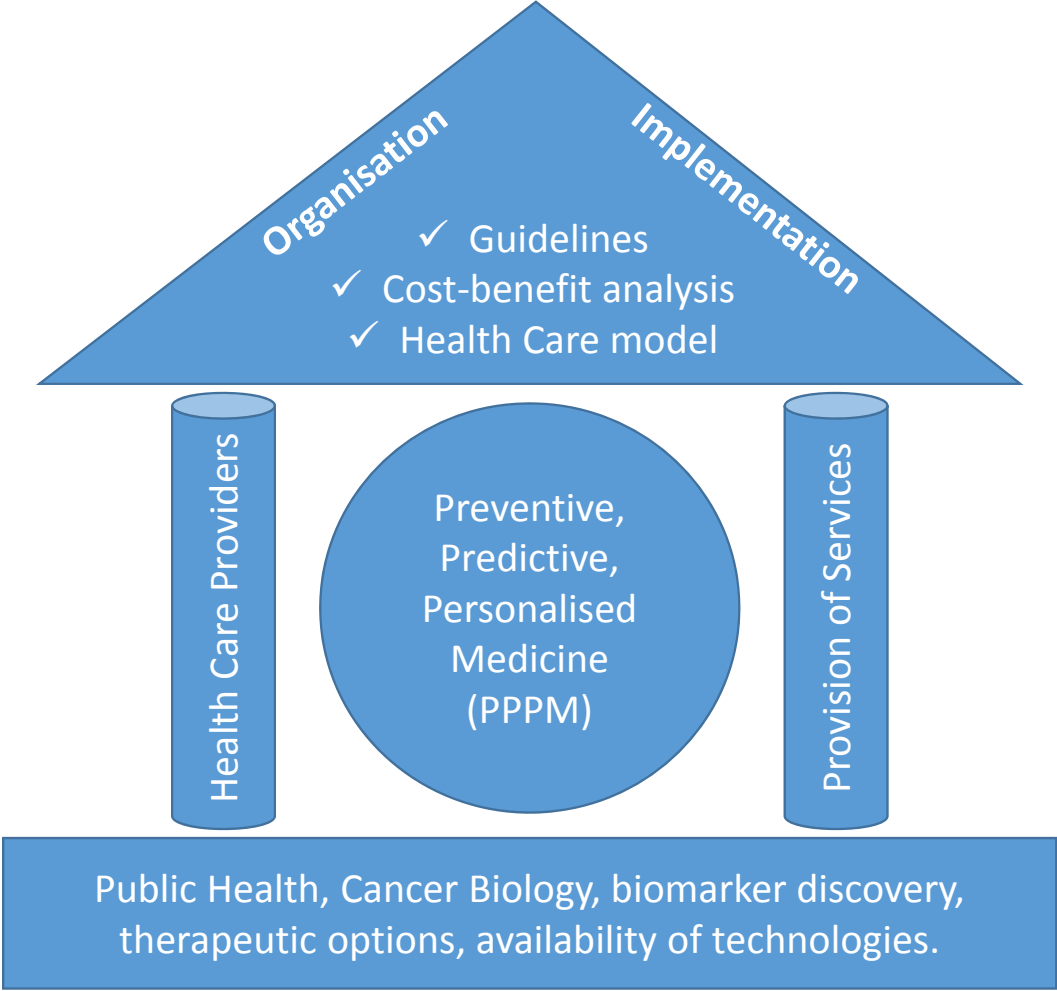 Organisation
Implementation
✓ Guidelines
✓ Cost-benefit analysis
✓ Health Care model
Health Care Providers
Preventive,
Predictive,
Personalised
Medicine
(PPPM)
Provision of Services
Public Health, Cancer Biology, biomarker discovery,
therapeutic options, availability of technologies.